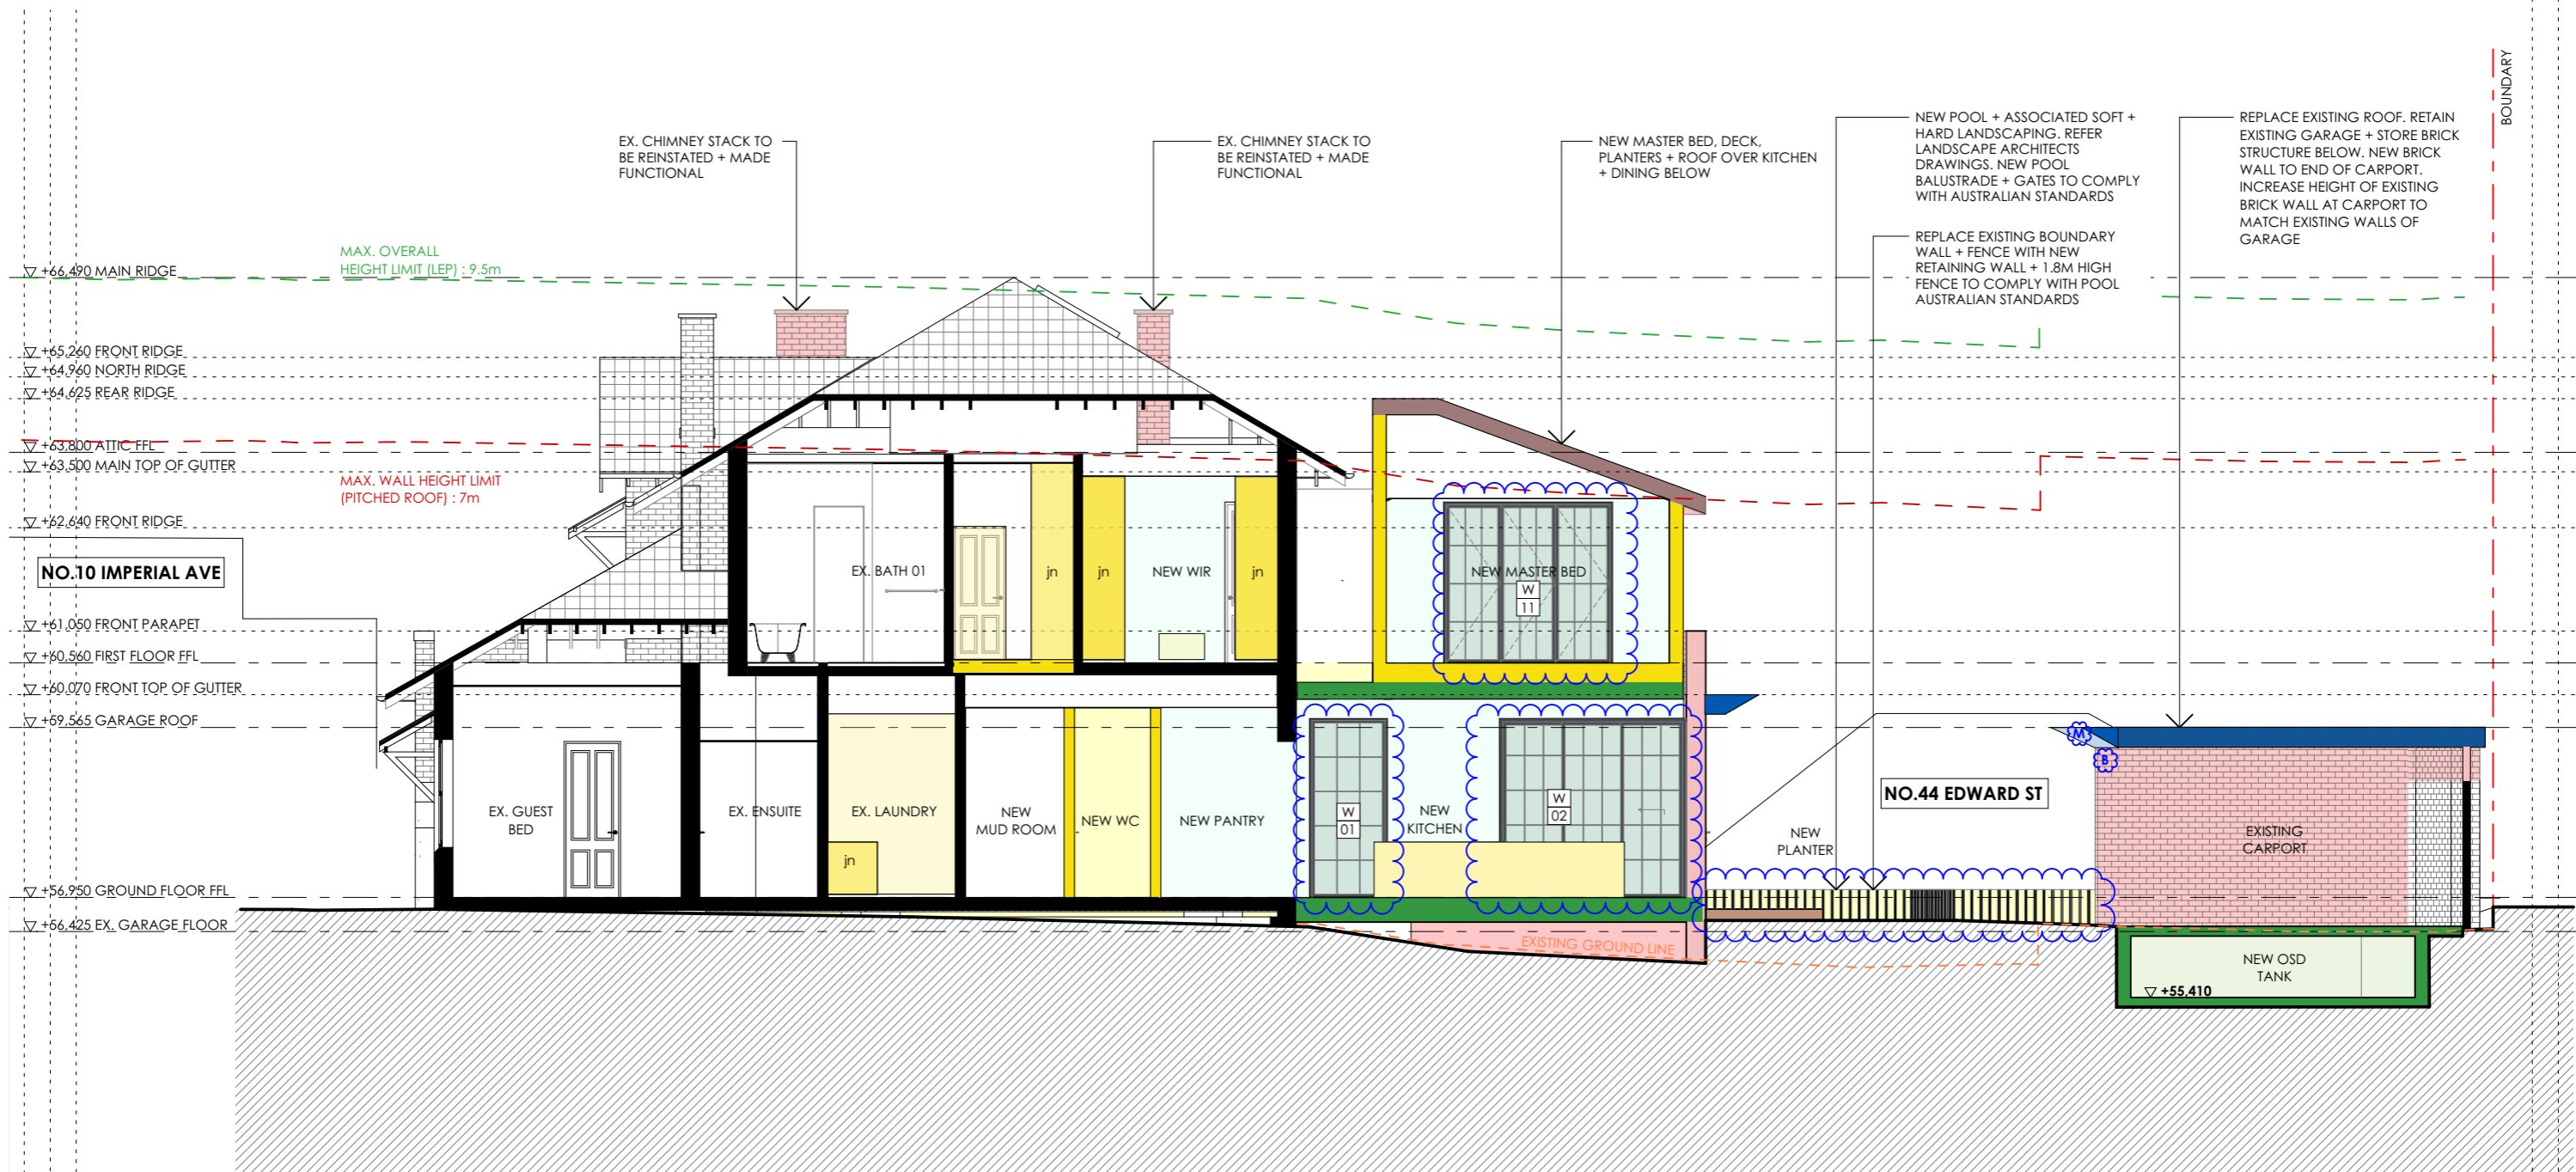 BOUNDARY
EX. CHIMNEY STACK TO
BE REINSTATED + MADE
FUNCTIONAL
EX. CHIMNEY STACK TO
BE REINSTATED + MADE
FUNCTIONAL
NEW MASTER BED, DECK,
PLANTERS + ROOF OVER KITCHEN
+ DINING BELOW
NEW POOL + ASSOCIATED SOFT +
HARD LANDSCAPING. REFER
LANDSCAPE ARCHITECTS
DRAWINGS. NEW POOL
BALUSTRADE + GATES TO COMPLY
WITH AUSTRALIAN STANDARDS
REPLACE EXISTING ROOF. RETAIN
EXISTING GARAGE + STORE BRICK
STRUCTURE BELOW. NEW BRICK
WALL TO END OF CARPORT.
INCREASE HEIGHT OF EXISTING
BRICK WALL AT CARPORT TO
MATCH EXISTING WALLS OF
GARAGE
REPLACE EXISTING BOUNDARY
WALL + FENCE WITH NEW
RETAINING WALL + 1.8M HIGH
FENCE TO COMPLY WITH POOL
AUSTRALIAN STANDARDS
MAX. OVERALL
HEIGHT LIMIT (LEP) : 9.5m
+66,490 MAIN RIDGE
+65,260 FRONT RIDGE
+64,960 NORTH RIDGE
+64,625 REAR RIDGE
+63,800 ATTIC FFL
+63,500 MAIN TOP OF GUTTER
MAX. WALL HEIGHT LIMIT
(PITCHED ROOF) : 7m
+62,640 FRONT RIDGE
NO.10 IMPERIAL AVE
+61,050 FRONT PARAPET
+60,560 FIRST FLOOR FFL
+60,070 FRONT TOP OF GUTTER
+59,565 GARAGE ROOF
+56,950 GROUND FLOOR FFL
+56,425 EX. GARAGE FLOOR
EX. BATH 01
jn
jn
NEW WIR
jn
NEW MASTER BED
W
11
EX. GUEST
BED
EX. ENSUITE
EX. LAUNDRY
jn
NEW
MUD ROOM
NEW WC
NEW PANTRY
W
01
NEW
KITCHEN
W
02
M
B
NO.44 EDWARD ST
NEW
PLANTER
EXISTING
CARPORT
EXISTING GROUND LINE
NEW OSD
TANK
+55,410